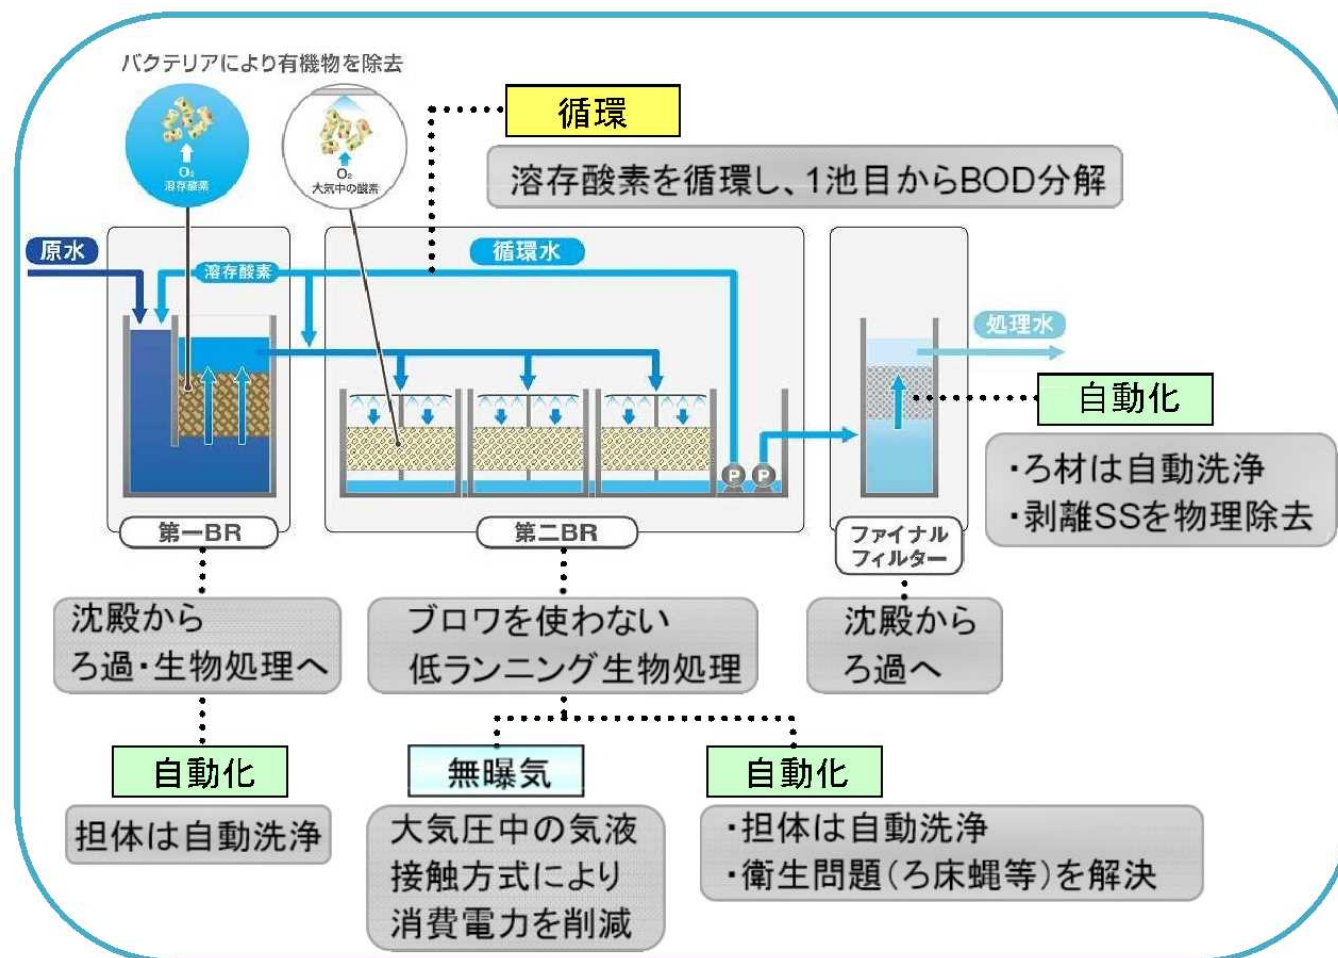 バクテリアにより有機物を除去
O₂
溶存酸素
O₂
大気中の酸素
循環
溶存酸素を循環し、1池目からBOD分解
原水
溶存酸素
循環水
処理水
自動化
・ろ材は自動洗浄
・剥離SSを物理除去
P
P
第一BR
第二BR
ファイナル
フィルター
沈殿から
ろ過・生物処理へ
ブロワを使わない
低ランニング生物処理
沈殿から
ろ過へ
自動化
担体は自動洗浄
無曝気
大気圧中の気液
接触方式により
消費電力を削減
自動化
・担体は自動洗浄
・衛生問題(ろ床蝿等)を解決